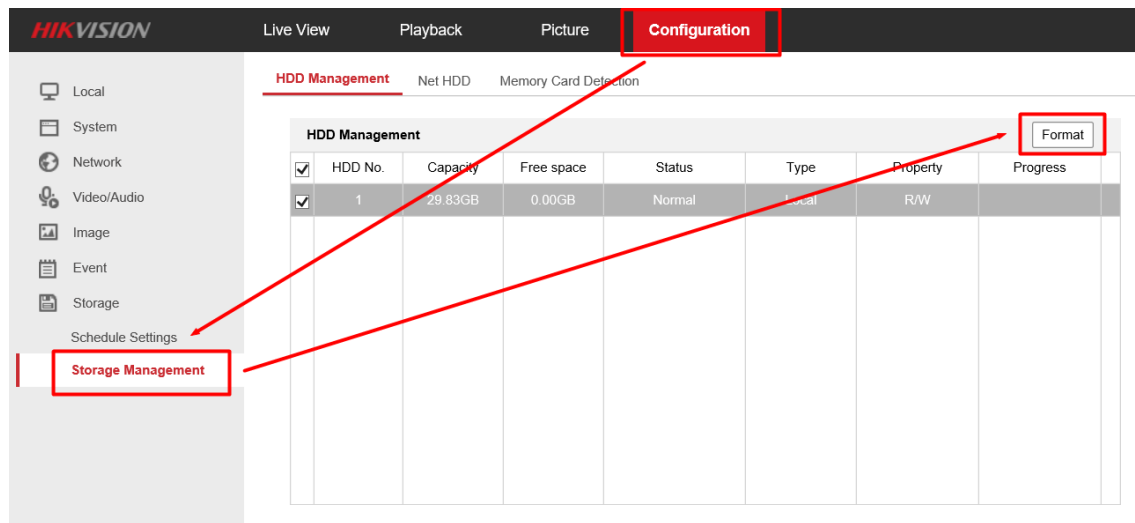 HIKVISION Live View Playback Picture Configuration
Local
System
Network
Video/Audio
Image
Event
Storage
Schedule Settings
Storage Management
HDD Management Net HDD Memory Card Detection
HDD Management Format
HDD No. Capacity Free space Status Type Property Progress
1 29.83GB 0.00GB Normal Local R/W